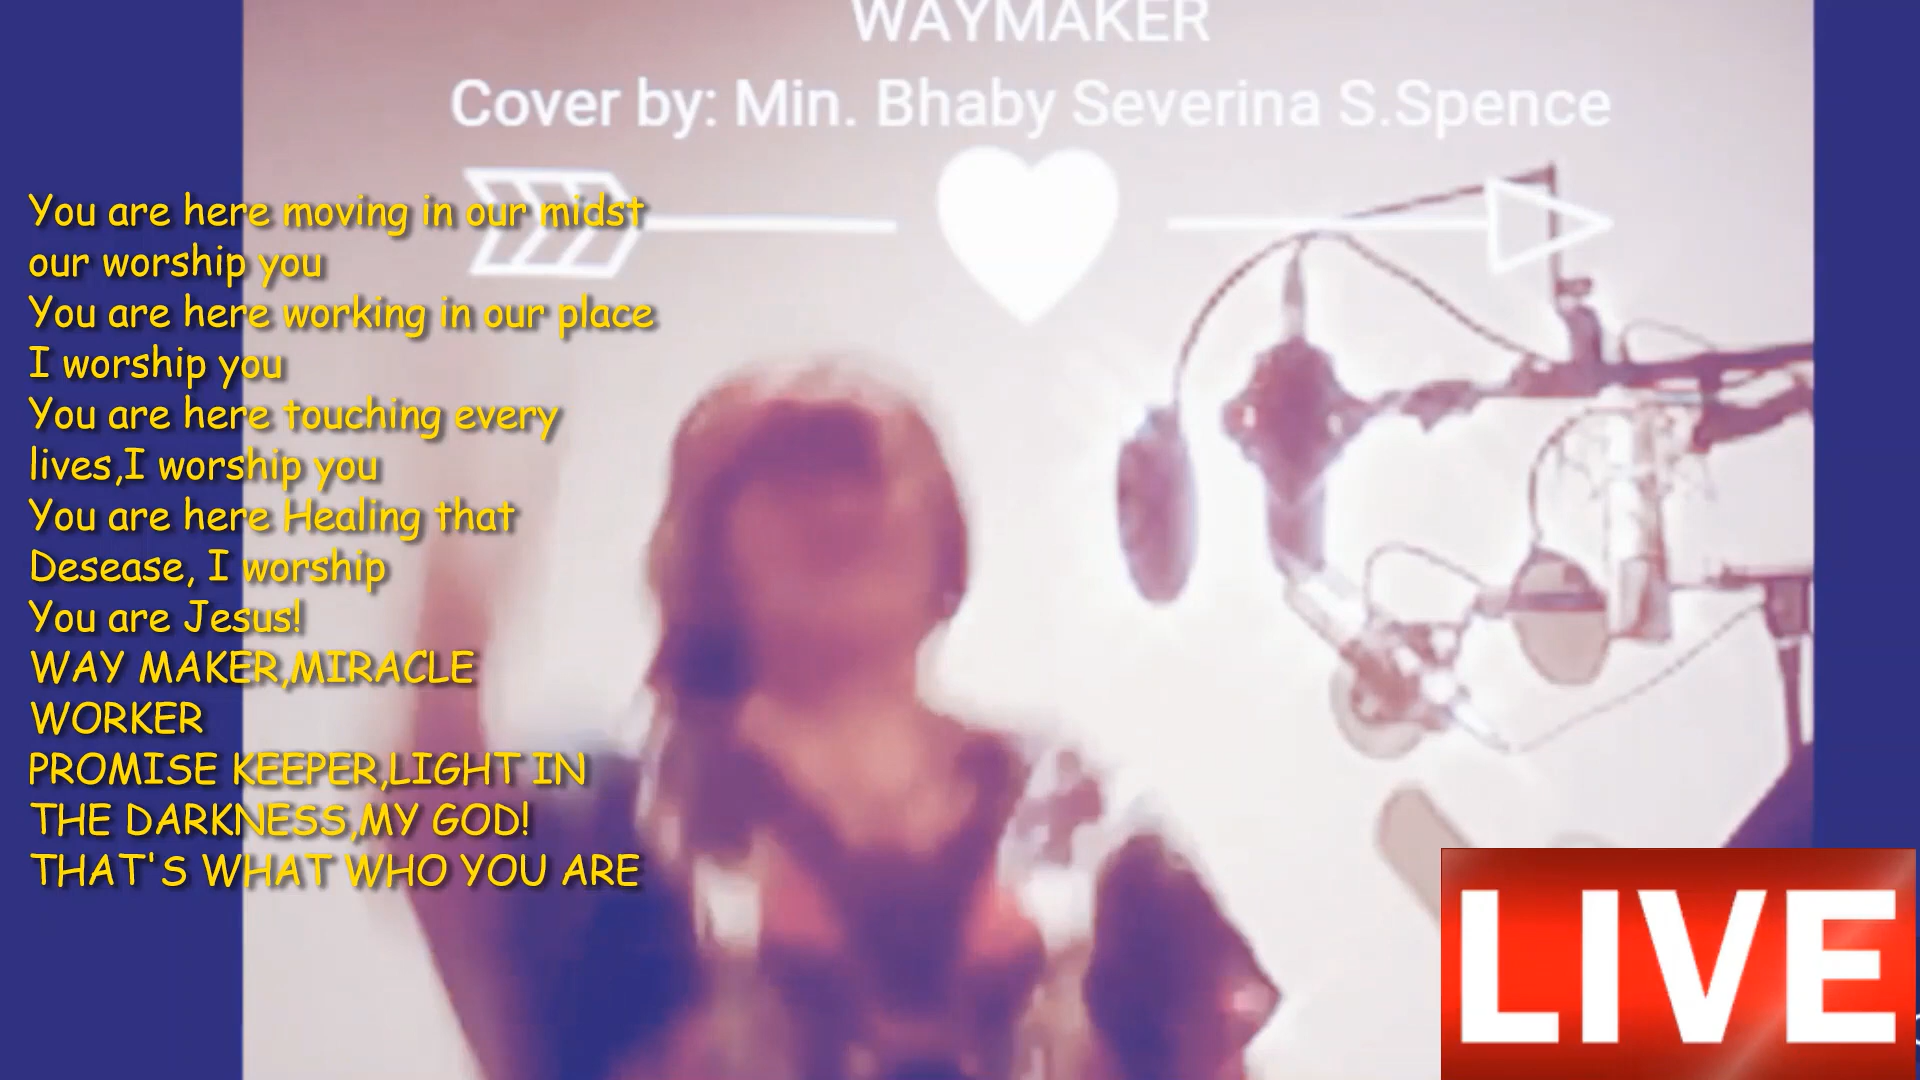 WAYMAKER
Cover by: Min. Bhaby Severina S.Spence
You are here moving in our midst
our worship you
You are here working in our place
I worship you
You are here touching every
lives,I worship you
You are here Healing that
Desease, I worship
You are Jesus!
WAY MAKER,MIRACLE
WORKER
PROMISE KEEPER,LIGHT IN
THE DARKNESS,MY GOD!
THAT'S WHAT WHO YOU ARE
LIVE